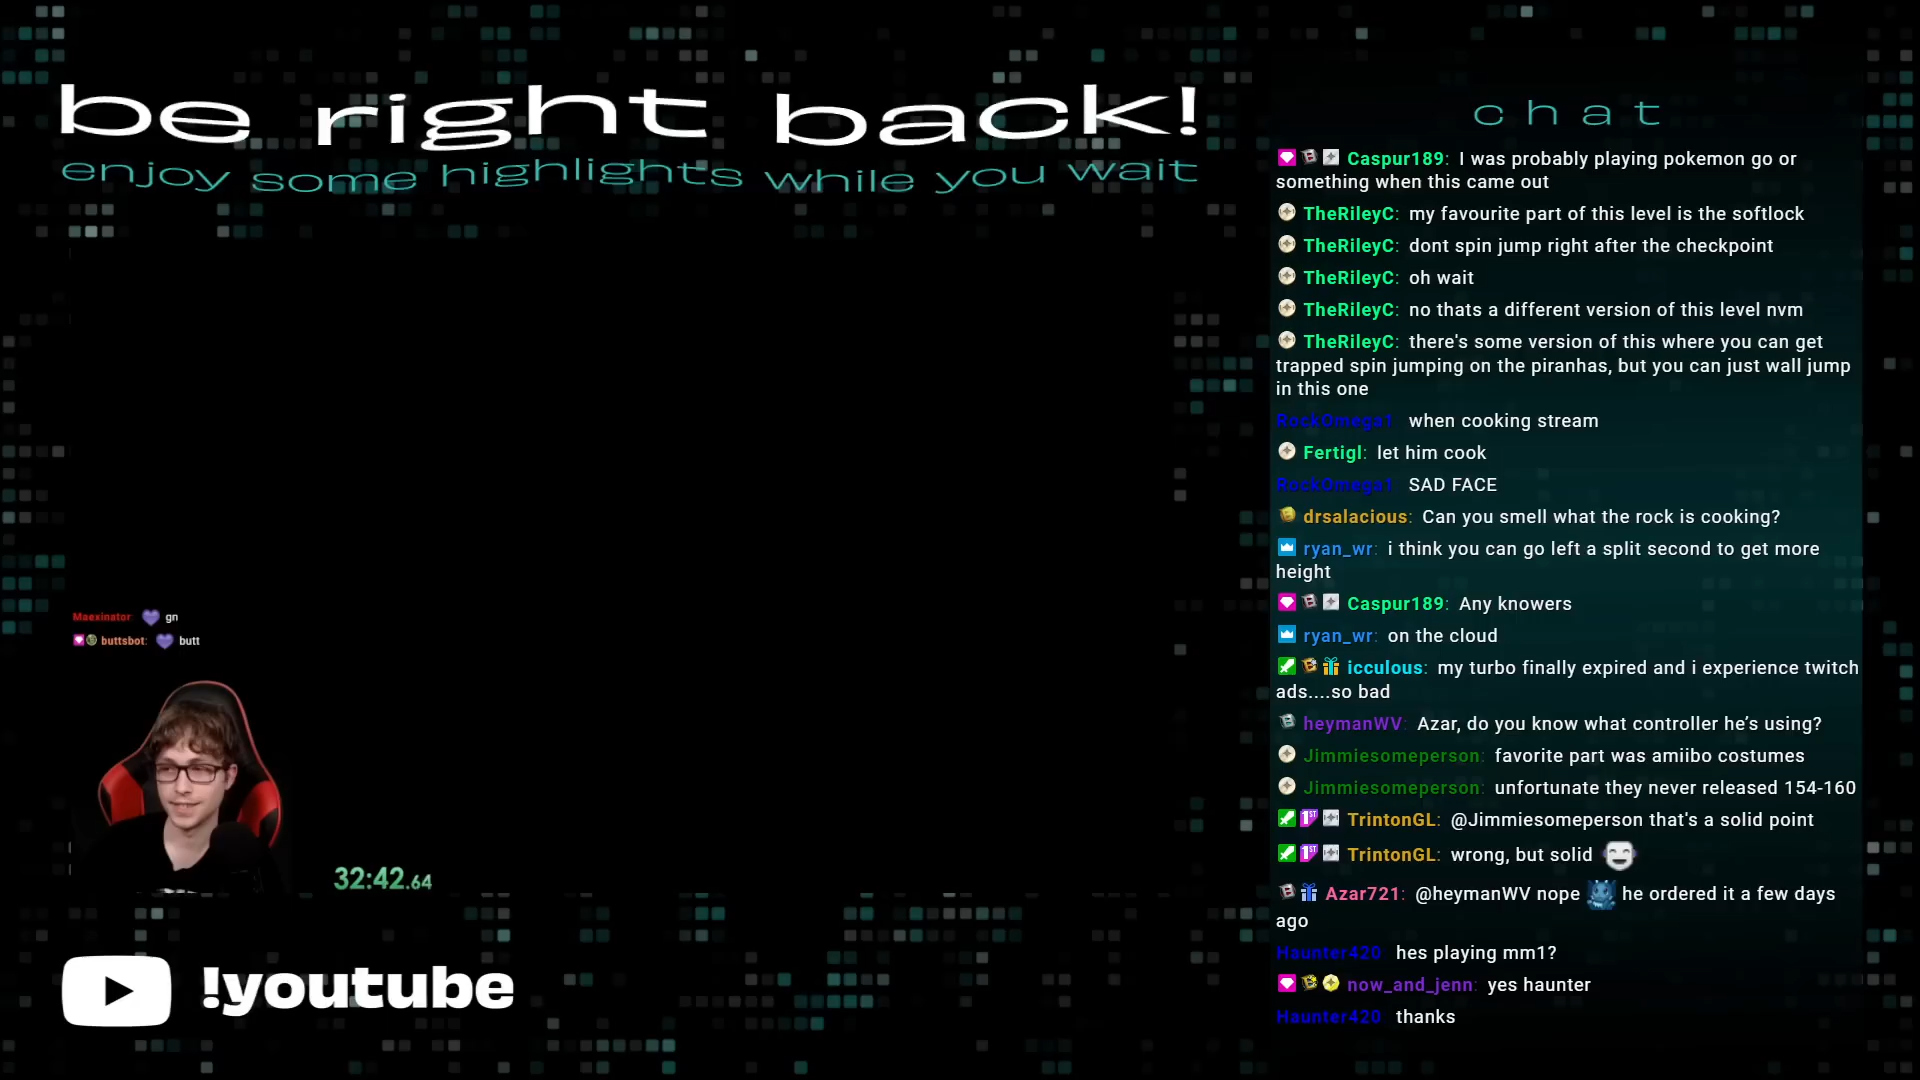 be right back!
enjoy some highlights while you wait
chat
Caspur189: I was probably playing pokemon go or
something when this came out
TheRileyC: my favourite part of this level is the softlock
TheRileyC: dont spin jump right after the checkpoint
TheRileyC: oh wait
TheRileyC: no thats a different version of this level nvm
TheRileyC: there's some version of this where you can get
trapped spin jumping on the piranhas, but you can just wall jump
in this one
RockOmega1 when cooking stream
Fertigl: let him cook
RockOmega1 SAD FACE
drsalacious: Can you smell what the rock is cooking?
ryan_wr: i think you can go left a split second to get more
height
Caspur189: Any knowers
ryan_wr: on the cloud
icculous: my turbo finally expired and i experience twitch
ads....so bad
heymanWV: Azar, do you know what controller he’s using?
Jimmiesomeperson: favorite part was amiibo costumes
Jimmiesomeperson: unfortunate they never released 154-160
1ST TrintonGL: @Jimmiesomeperson that's a solid point
1ST TrintonGL: wrong, but solid
Azar721: @heymanWV nope he ordered it a few days
ago
Haunter420 hes playing mm1?
now_and_jenn: yes haunter
Haunter420 thanks
Maexinator: gn
buttsbot: butt
32:42.64
!youtube